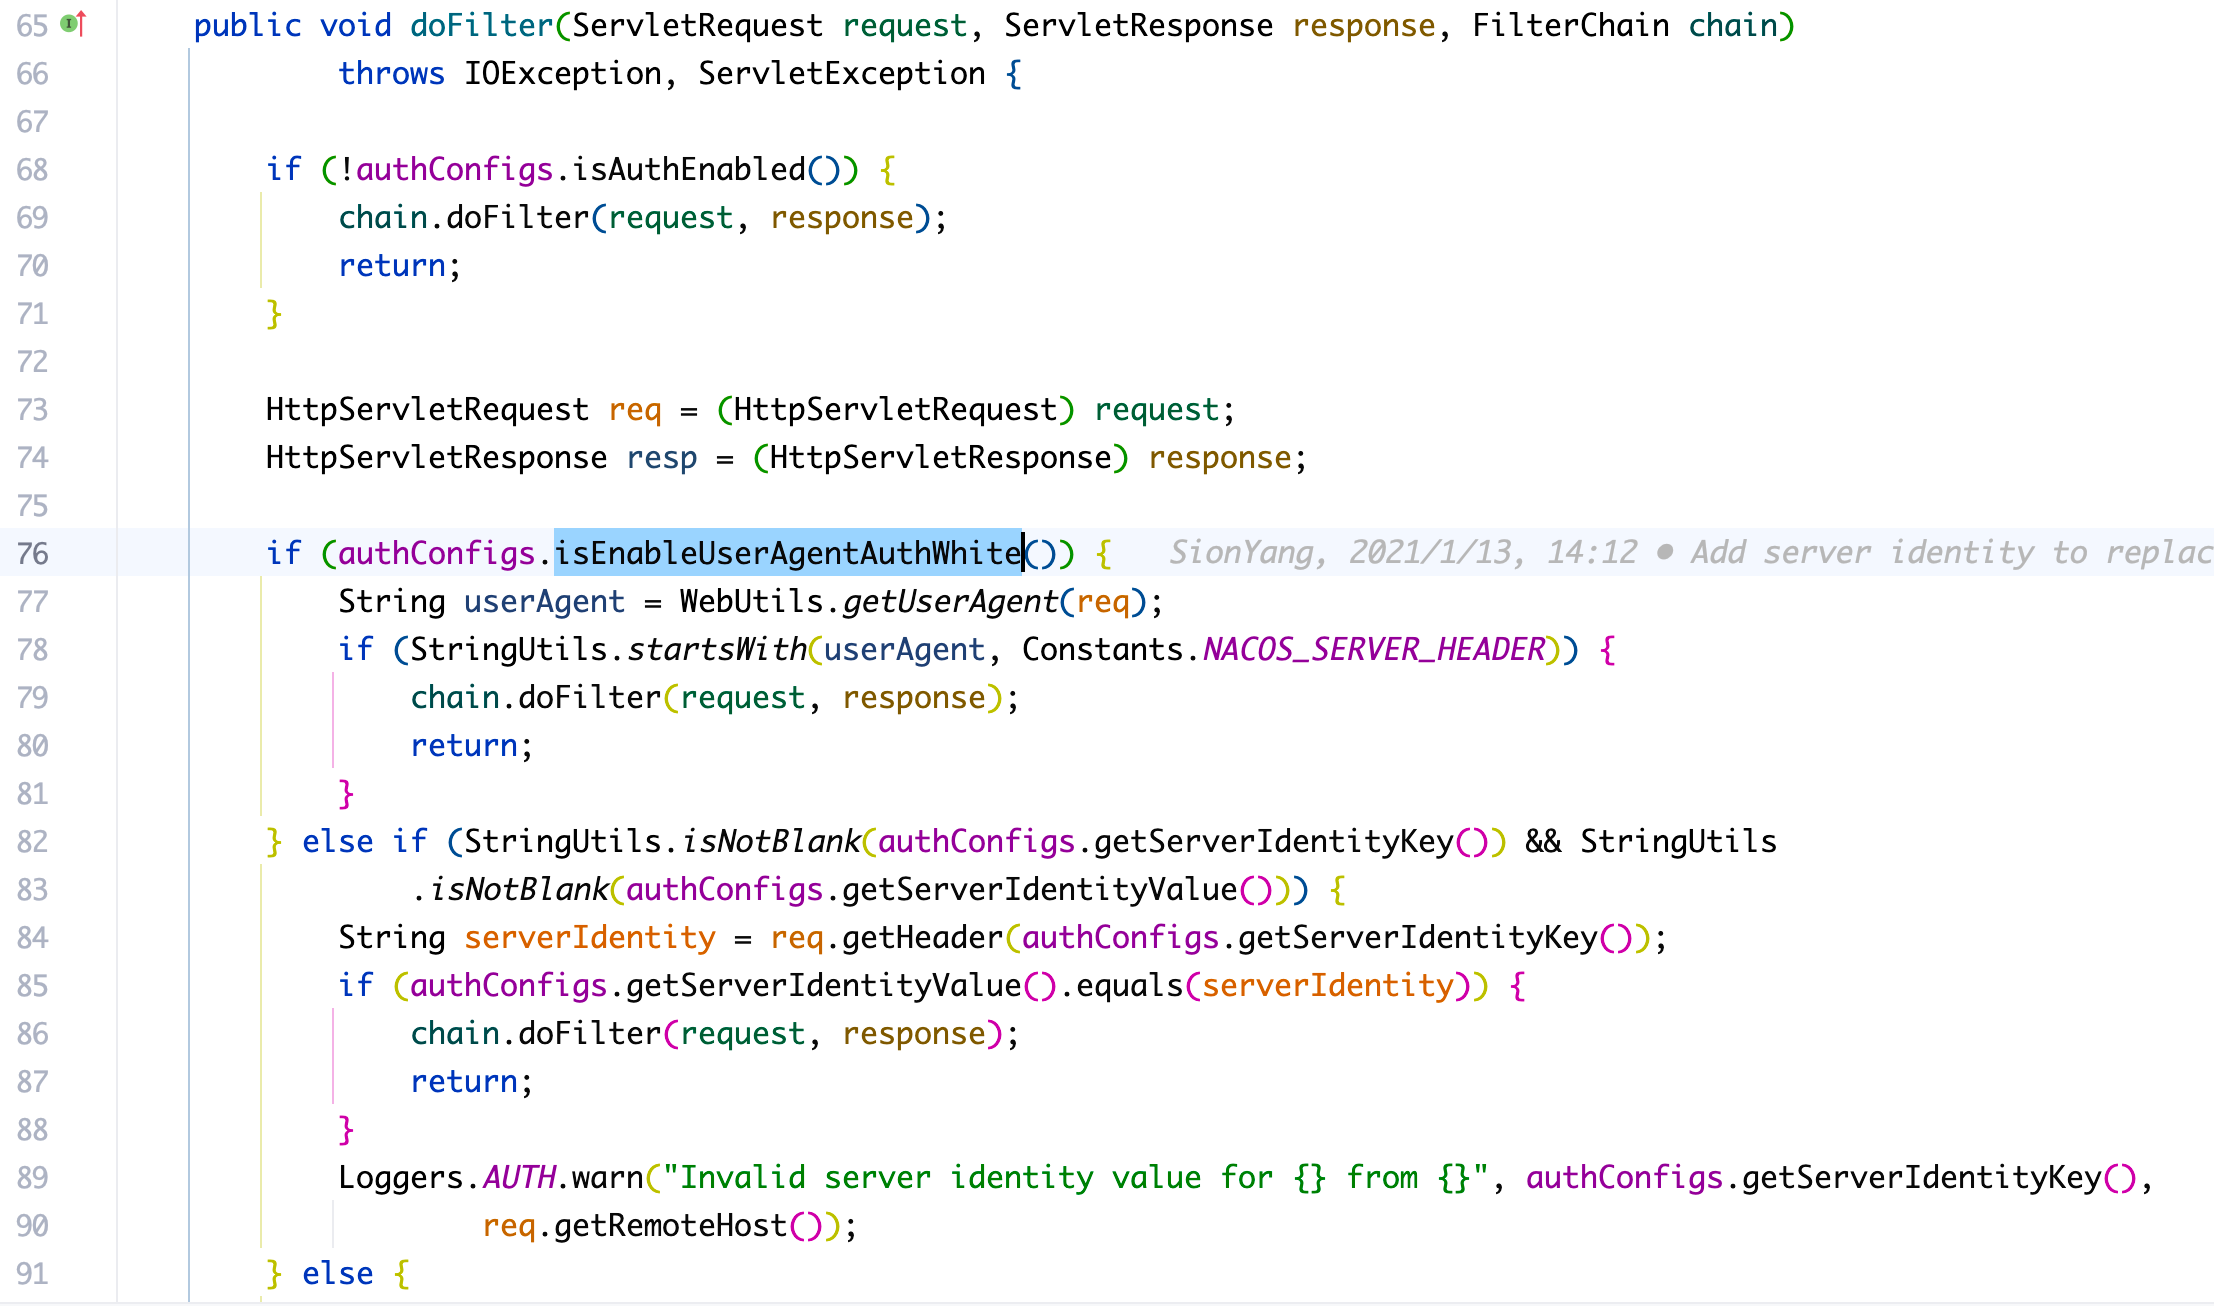 65 public void doFilter(ServletRequest request, ServletResponse response, FilterChain chain)
66 throws IOException, ServletException {
67
68 if (!authConfigs.isAuthEnabled()) {
69 chain.doFilter(request, response);
70 return;
71 }
72
73 HttpServletRequest req = (HttpServletRequest) request;
74 HttpServletResponse resp = (HttpServletResponse) response;
75
76 if (authConfigs.isEnableUserAgentAuthWhite()) { SionYang, 2021/1/13, 14:12 • Add server identity to replac
77 String userAgent = WebUtils.getUserAgent(req);
78 if (StringUtils.startsWith(userAgent, Constants.NACOS_SERVER_HEADER)) {
79 chain.doFilter(request, response);
80 return;
81 }
82 } else if (StringUtils.isNotBlank(authConfigs.getServerIdentityKey()) && StringUtils
83 .isNotBlank(authConfigs.getServerIdentityValue())) {
84 String serverIdentity = req.getHeader(authConfigs.getServerIdentityKey());
85 if (authConfigs.getServerIdentityValue().equals(serverIdentity)) {
86 chain.doFilter(request, response);
87 return;
88 }
89 Loggers.AUTH.warn("Invalid server identity value for {} from {}", authConfigs.getServerIdentityKey(),
90 req.getRemoteHost());
91 } else {